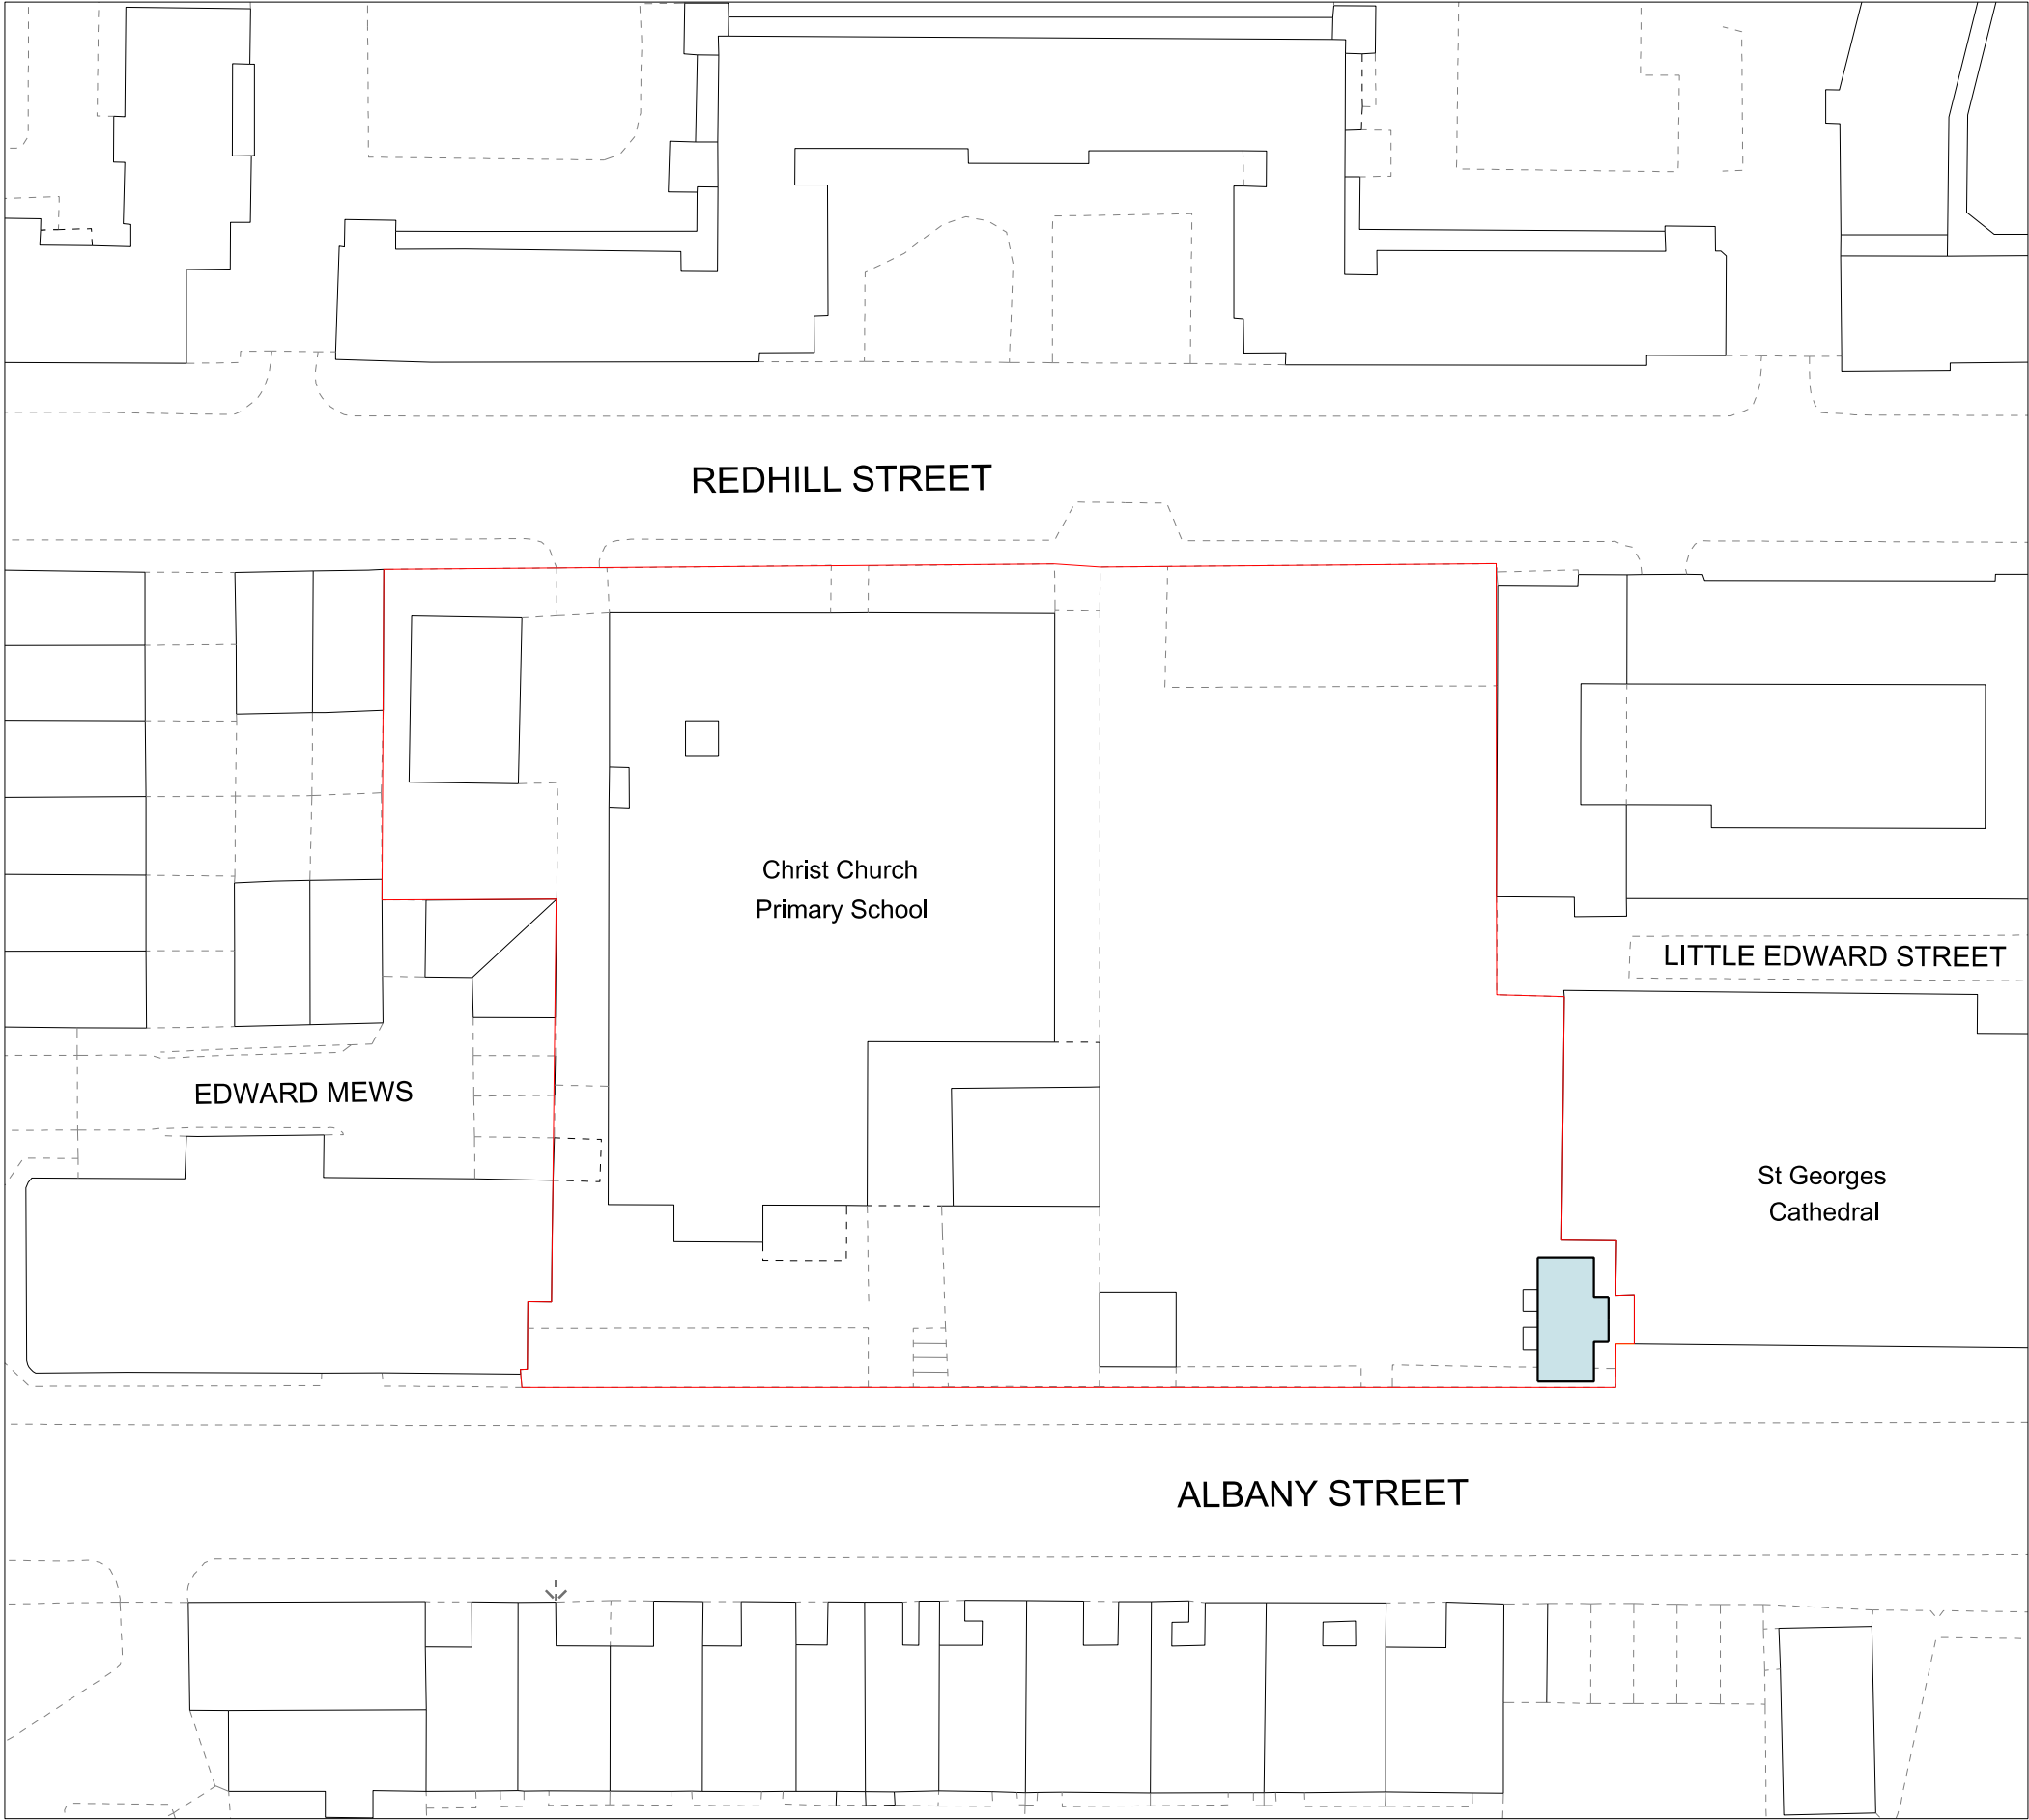 REDHILL STREET
Christ Church
Primary School
LITTLE EDWARD STREET
EDWARD MEWS
St Georges
Cathedral
ALBANY STREET